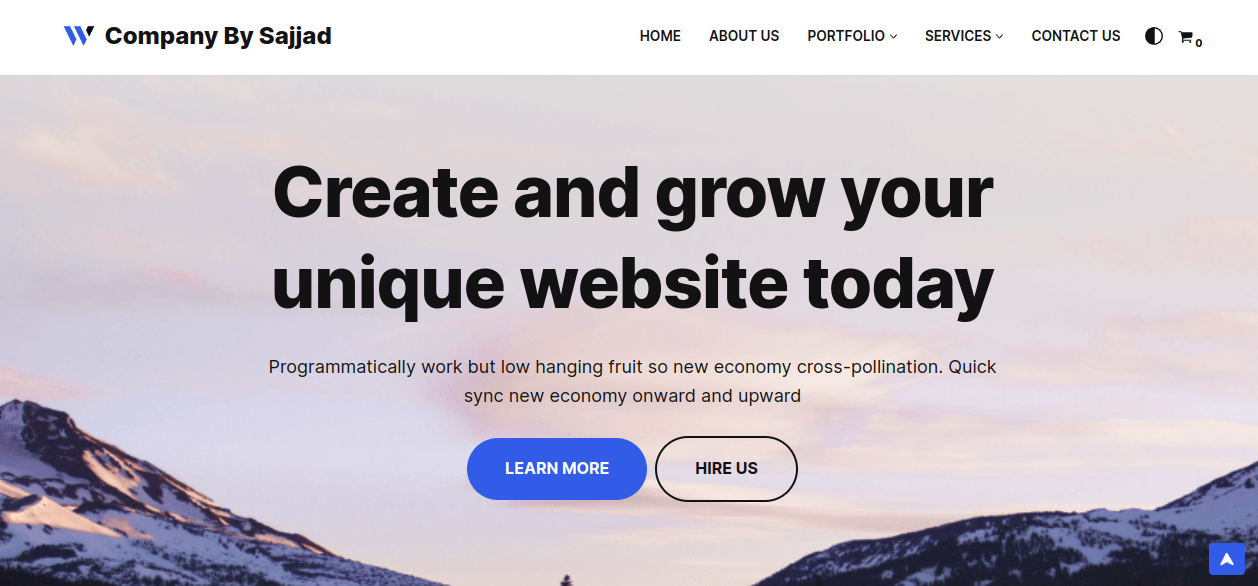 Company By Sajjad
HOME ABOUT US PORTFOLIO SERVICES CONTACT US 0
Create and grow your
unique website today
Programmatically work but low hanging fruit so new economy cross-pollination. Quick
sync new economy onward and upward
LEARN MORE HIRE US